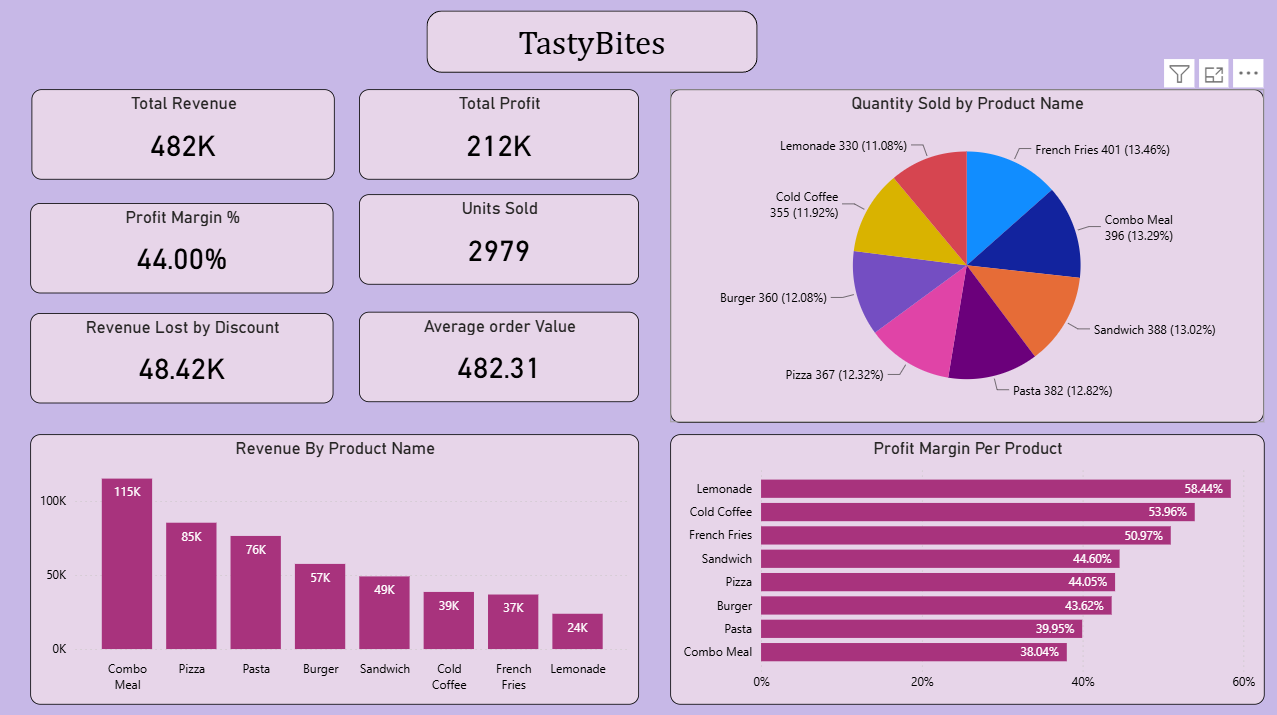 TastyBites
Total Revenue
482K
Total Profit
212K
Profit Margin %
44.00%
Units Sold
2979
Revenue Lost by Discount
48.42K
Average order Value
482.31
Quantity Sold by Product Name
Lemonade 330 (11.08%)
French Fries 401 (13.46%)
Cold Coffee
355 (11.92%)
Combo Meal
396 (13.29%)
Burger 360 (12.08%)
Sandwich 388 (13.02%)
Pizza 367 (12.32%)
Pasta 382 (12.82%)
Revenue By Product Name
100K
50K
0K
115K
85K
76K
57K
49K
39K
37K
24K
Combo
Meal
Pizza
Pasta
Burger
Sandwich
Cold
Coffee
French
Fries
Lemonade
Profit Margin Per Product
Lemonade 58.44%
Cold Coffee 53.96%
French Fries 50.97%
Sandwich 44.60%
Pizza 44.05%
Burger 43.62%
Pasta 39.95%
Combo Meal 38.04%
0% 20% 40% 60%